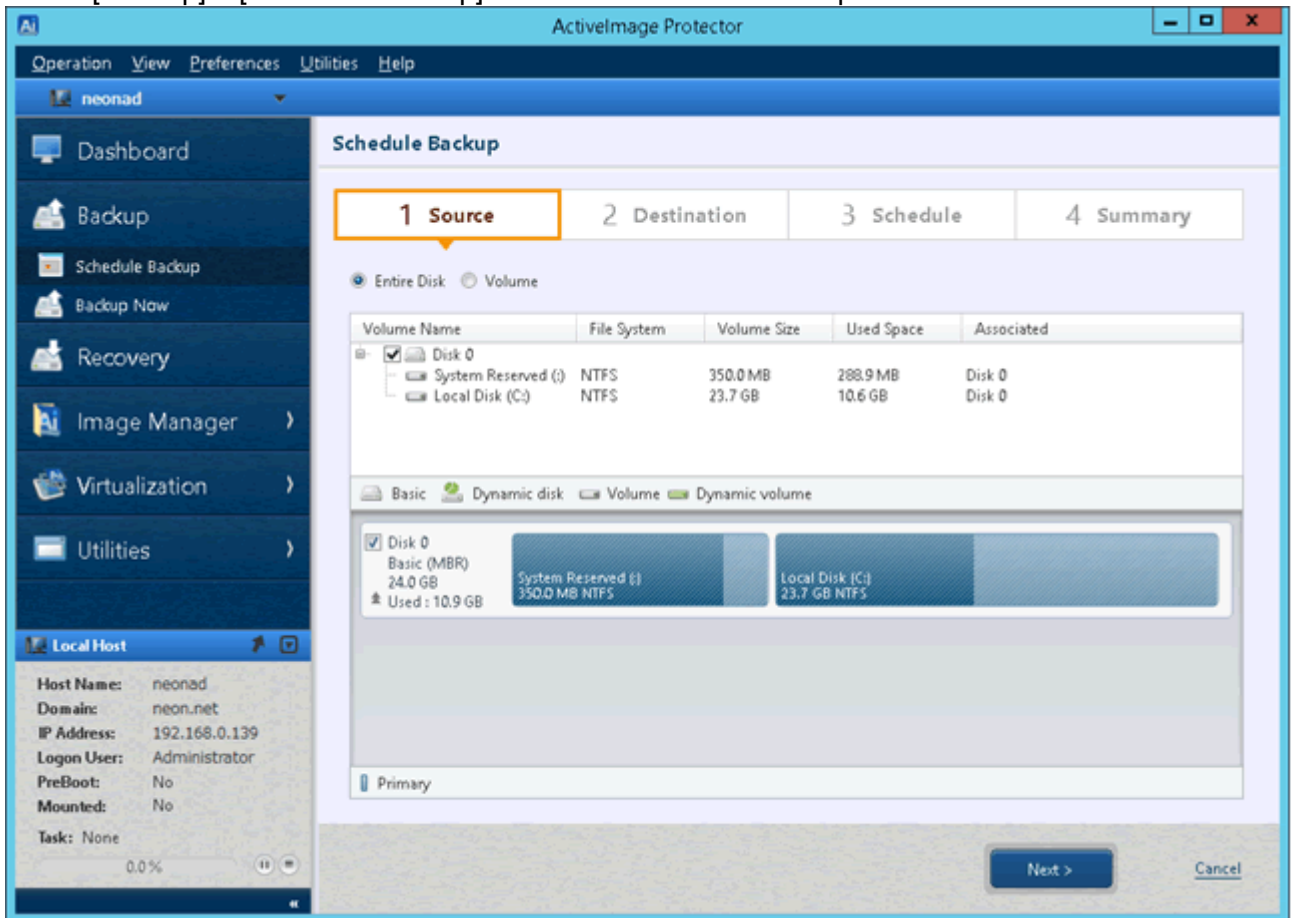 ActiveImage Protector
Operation View Preferences Utilities Help
neonad
Dashboard
Backup
Schedule Backup
Backup Now
Recovery
Image Manager
Virtualization
Utilities
Local Host
Host Name: neonad
Domain: neon.net
IP Address: 192.168.0.139
Logon User: Administrator
PreBoot: No
Mounted: No
Task: None
0.0 %
Schedule Backup
1 Source 2 Destination 3 Schedule 4 Summary
Entire Disk Volume
Volume Name File System Volume Size Used Space Associated
Disk 0
System Reserved (:) NTFS 350.0 MB 288.9 MB Disk 0
Local Disk (C:) NTFS 23.7 GB 10.6 GB Disk 0
Basic Dynamic disk Volume Dynamic volume
Disk 0
Basic (MBR)
24.0 GB
Used : 10.9 GB
System Reserved (:)
350.0 MB NTFS
Local Disk (C:)
23.7 GB NTFS
Primary
Next > Cancel